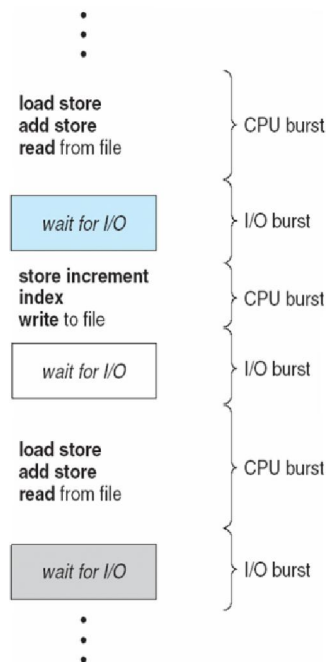 load store
add store
read from file
CPU burst
wait for I/O
I/O burst
store increment
index
write to file
CPU burst
wait for I/O
I/O burst
load store
add store
read from file
CPU burst
wait for I/O
I/O burst